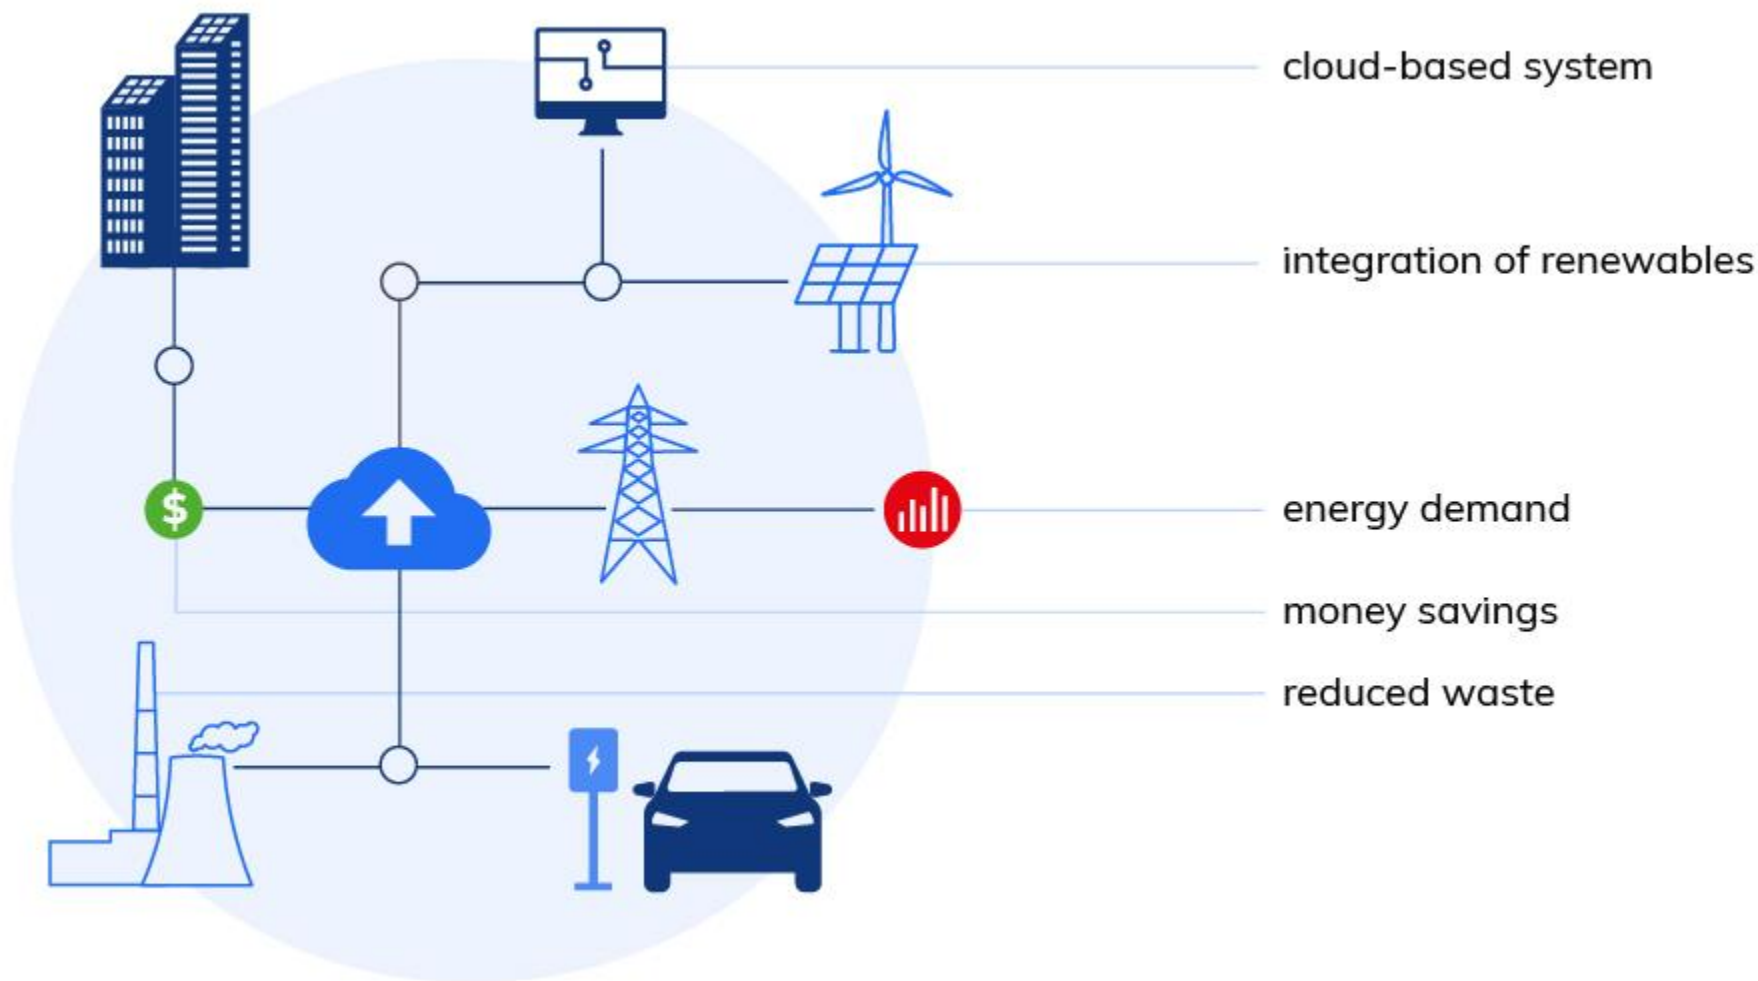 cloud-based system
integration of renewables
$
energy demand
money savings
reduced waste